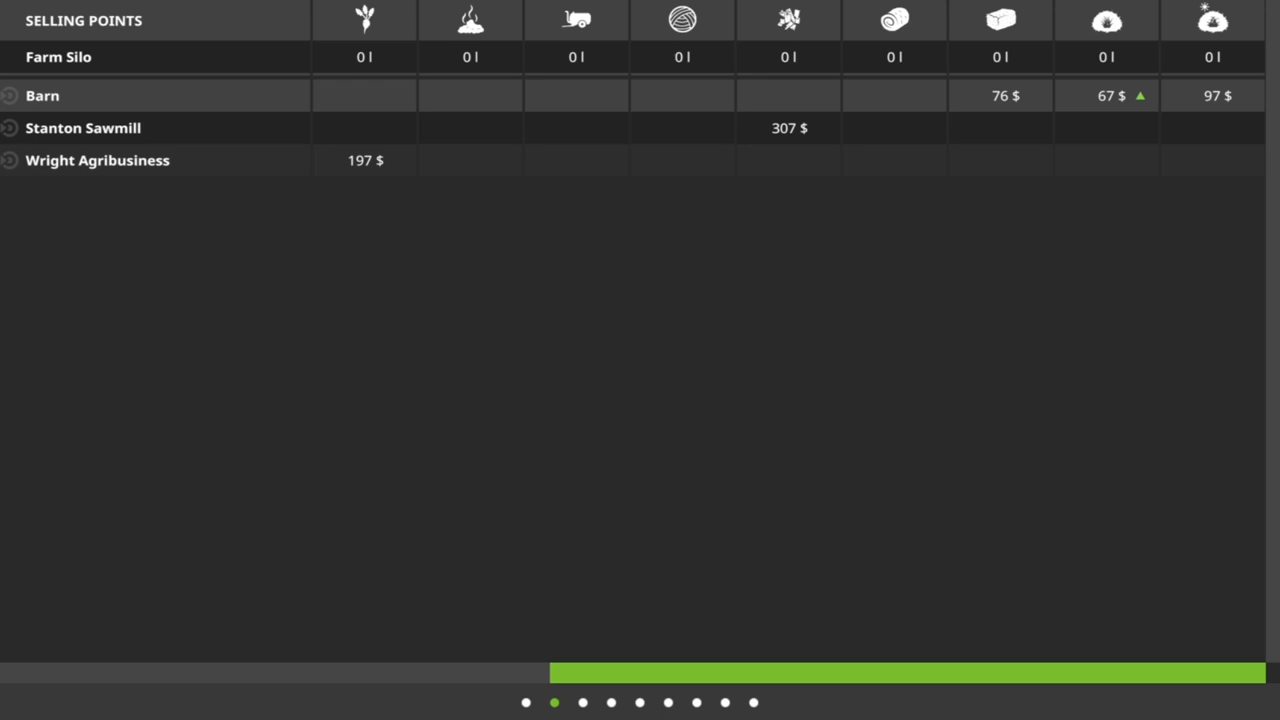 SELLING POINTS
Farm Silo 0 l 0 l 0 l 0 l 0 l 0 l 0 l 0 l 0 l
Barn 76 $ 67 $ 97 $
Stanton Sawmill 307 $
Wright Agribusiness 197 $